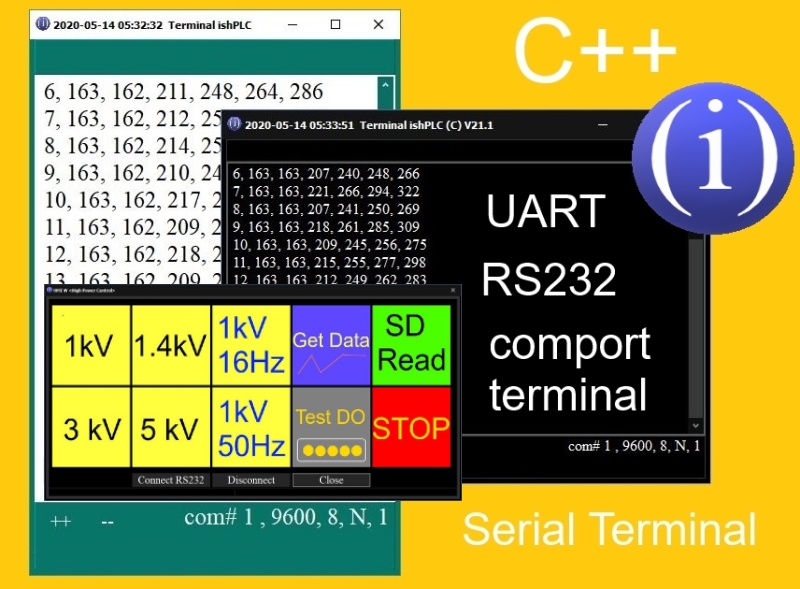 2020-05-14 05:32:32 Terminal ishPLC
C++
6, 163, 162, 211, 248, 264, 286
7, 163, 162, 212, 25
8, 163, 162, 214, 25
9, 163, 162, 210, 24
10, 163, 162, 217, 2
11, 163, 162, 209, 2
12, 163, 162, 218, 2
13, 163, 162, 209, 2
(i)
2020-05-14 05:33:51 Terminal ishPLC (C) V21.1
6, 163, 163, 207, 240, 248, 266
7, 163, 163, 221, 266, 294, 322
8, 163, 163, 207, 241, 250, 269
9, 163, 163, 218, 261, 285, 309
10, 163, 163, 209, 245, 256, 275
11, 163, 163, 215, 255, 277, 298
12, 163, 163, 212, 249, 262, 283
UART
RS232
comport
terminal
com# 1 , 9600, 8, N, 1
1kV
1.4kV
1kV
16Hz
Get Data
SD
Read
3 kV
5 kV
1kV
50Hz
Test DO
STOP
Connect RS232
Disconnect
Close
++
--
com# 1 , 9600, 8, N, 1
Serial Terminal